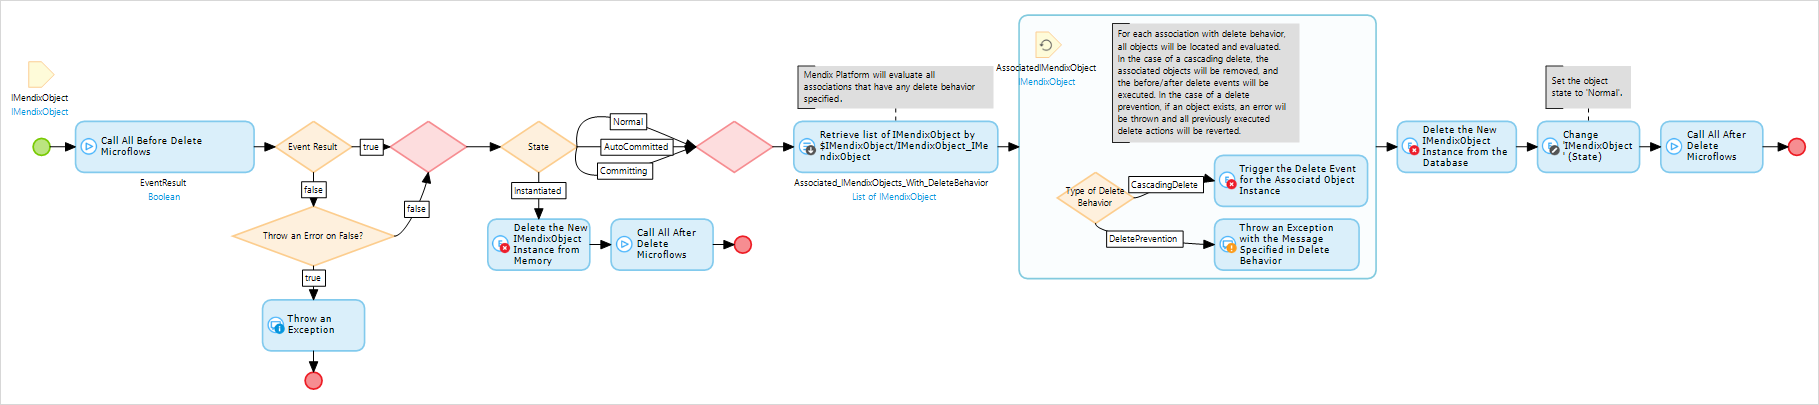 IMendixObject
IMendixObject
Call All Before Delete
Microflows
EventResult
Boolean
Event Result
true
false
Throw an Error on False?
false
true
Throw an
Exception
State
Normal
AutoCommitted
Committing
Instantiated
Delete the New
IMendixObject
Instance from
Memory
Call All After
Delete
Microflows
Mendix Platform will evaluate all
associations that have any delete behavior
specified.
Retrieve list of IMendixObject by
$IMendixObject/IMendixObject_IMe
ndixObject
Associated_IMendixObjects_With_DeleteBehavior
List of IMendixObject
AssociatedIMendixObject
IMendixObject
For each association with delete behavior,
all objects will be located and evaluated.
In the case of a cascading delete, the
associated objects will be removed, and
the before/after delete events will be
executed. In the case of a delete
prevention, if an object exists, an error wil
be thrown and all previously executed
delete actions will be reverted.
Type of Delete
Behavior
CascadingDelete
Trigger the Delete Event
for the Associatd Object
Instance
DeletePrevention
Throw an Exception
with the Message
Specified in Delete
Behavior
Delete the New
IMendixObject
Instance from the
Database
Set the object
state to 'Normal'.
Change
'IMendixObject
' (State)
Call All After
Delete
Microflows